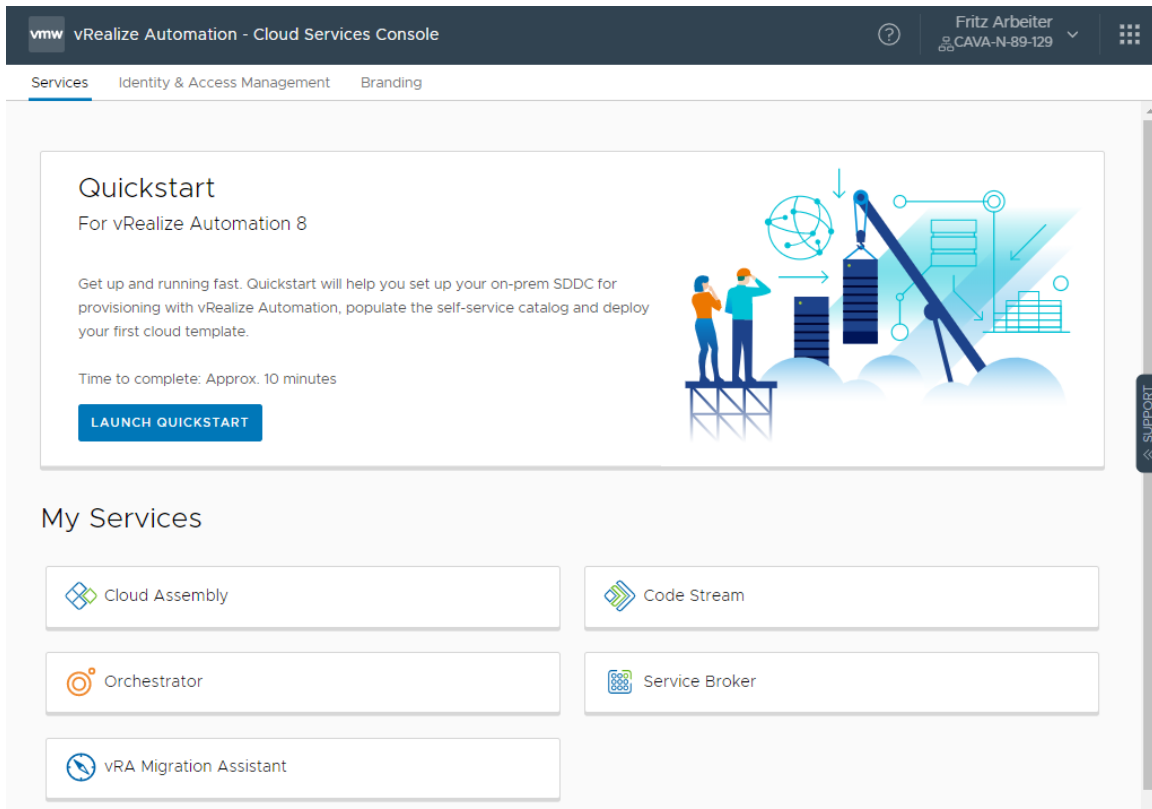 vmw vRealize Automation - Cloud Services Console
Fritz Arbeiter
CAVA-N-89-129
Services Identity & Access Management Branding
Quickstart
For vRealize Automation 8
Get up and running fast. Quickstart will help you set up your on-prem SDDC for
provisioning with vRealize Automation, populate the self-service catalog and deploy
your first cloud template.
Time to complete: Approx. 10 minutes
LAUNCH QUICKSTART
SUPPORT
My Services
Cloud Assembly
Code Stream
Orchestrator
Service Broker
vRA Migration Assistant